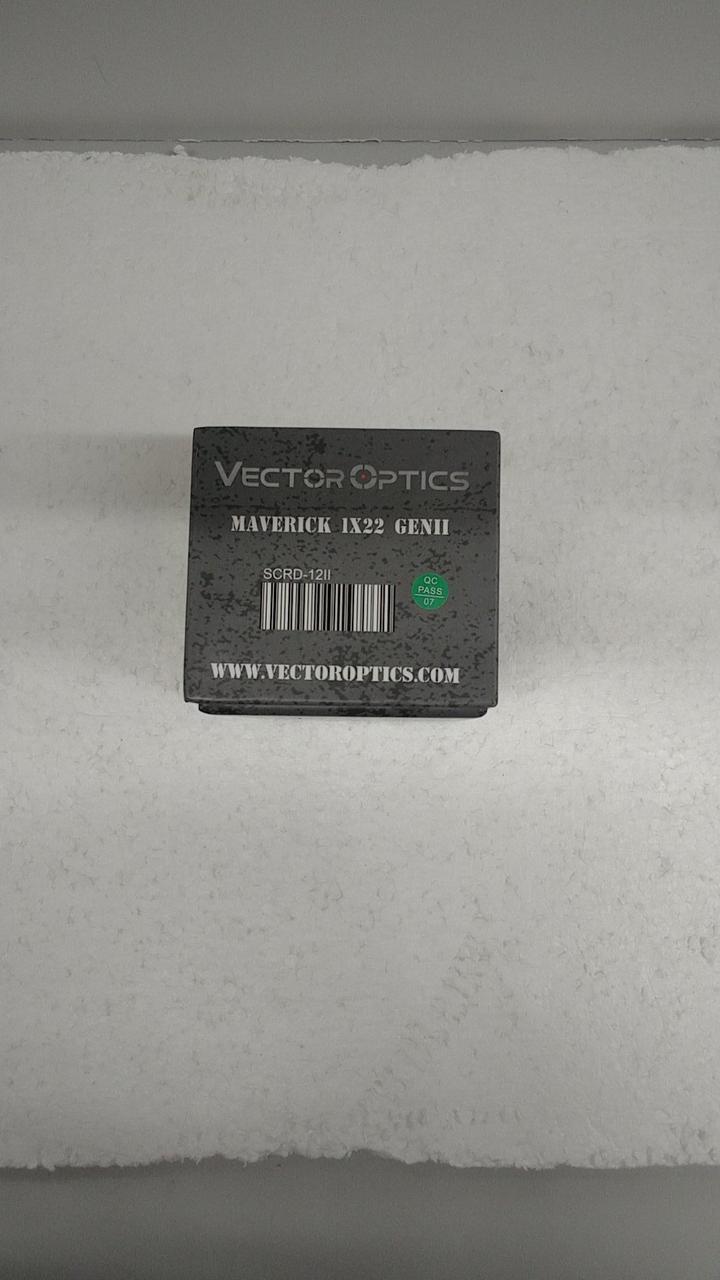 VECTOR OPTICS
MAVERICK 1X22 GENII
SCRD-12II
QC
PASS
07
WWW.VECTOROPTICS.COM